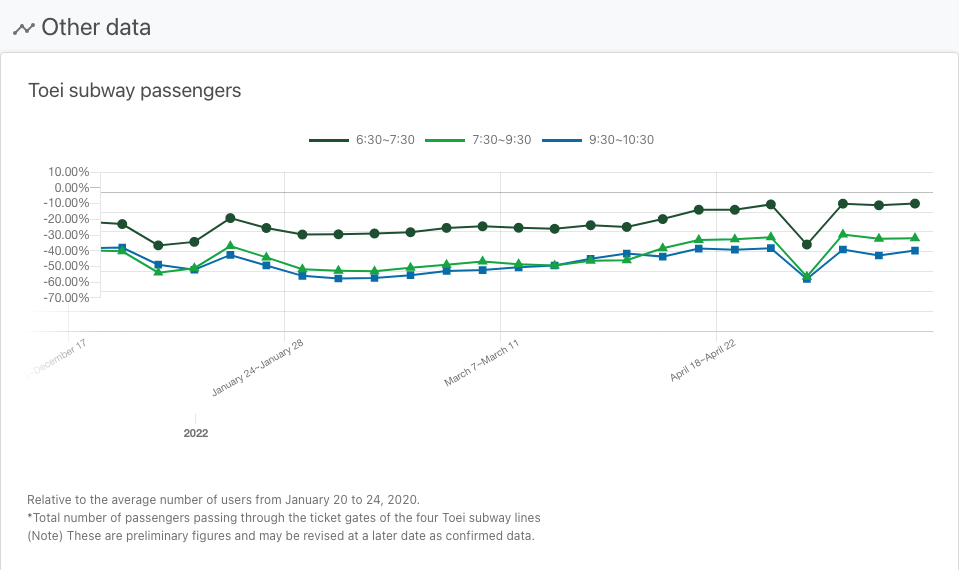 Other data
Toei subway passengers
6:30~7:30 7:30~9:30 9:30~10:30
10.00%
0.00%
-10.00%
-20.00%
-30.00%
-40.00%
-50.00%
-60.00%
-70.00%
~December 17
January 24~January 28
March 7~March 11
April 18~April 22
2022
Relative to the average number of users from January 20 to 24, 2020.
*Total number of passengers passing through the ticket gates of the four Toei subway lines
(Note) These are preliminary figures and may be revised at a later date as confirmed data.